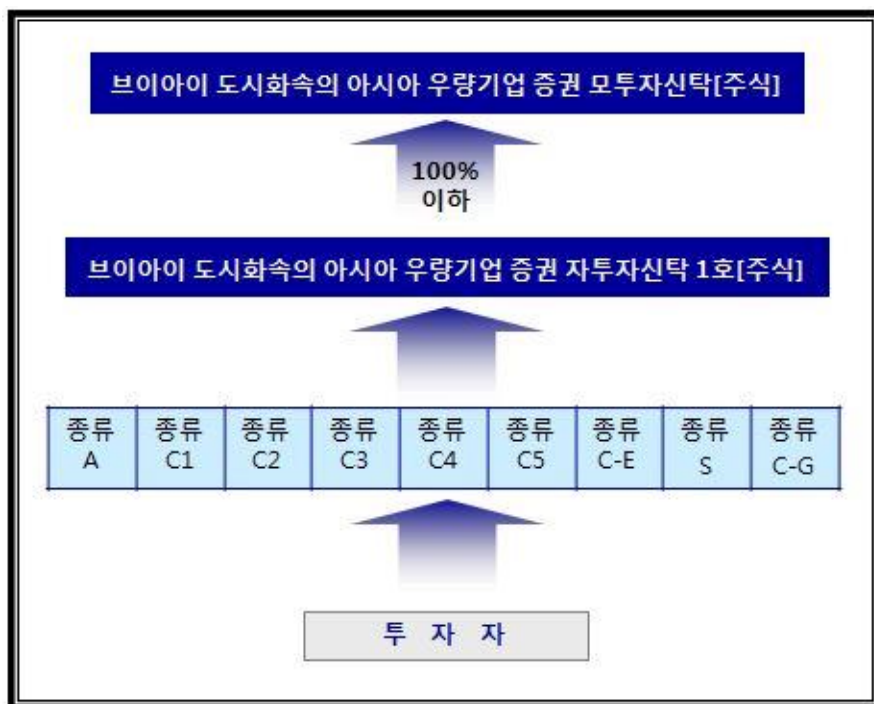 브이아이 도시화속의 아시아 우량기업 증권 모투자신탁[주식]
100%
이하
브이아이 도시화속의 아시아 우량기업 증권 자투자신탁 1호[주식]
종류 종류 종류 종류 종류 종류 종류 종류 종류
A C1 C2 C3 C4 C5 C-E S C-G
투 자 자